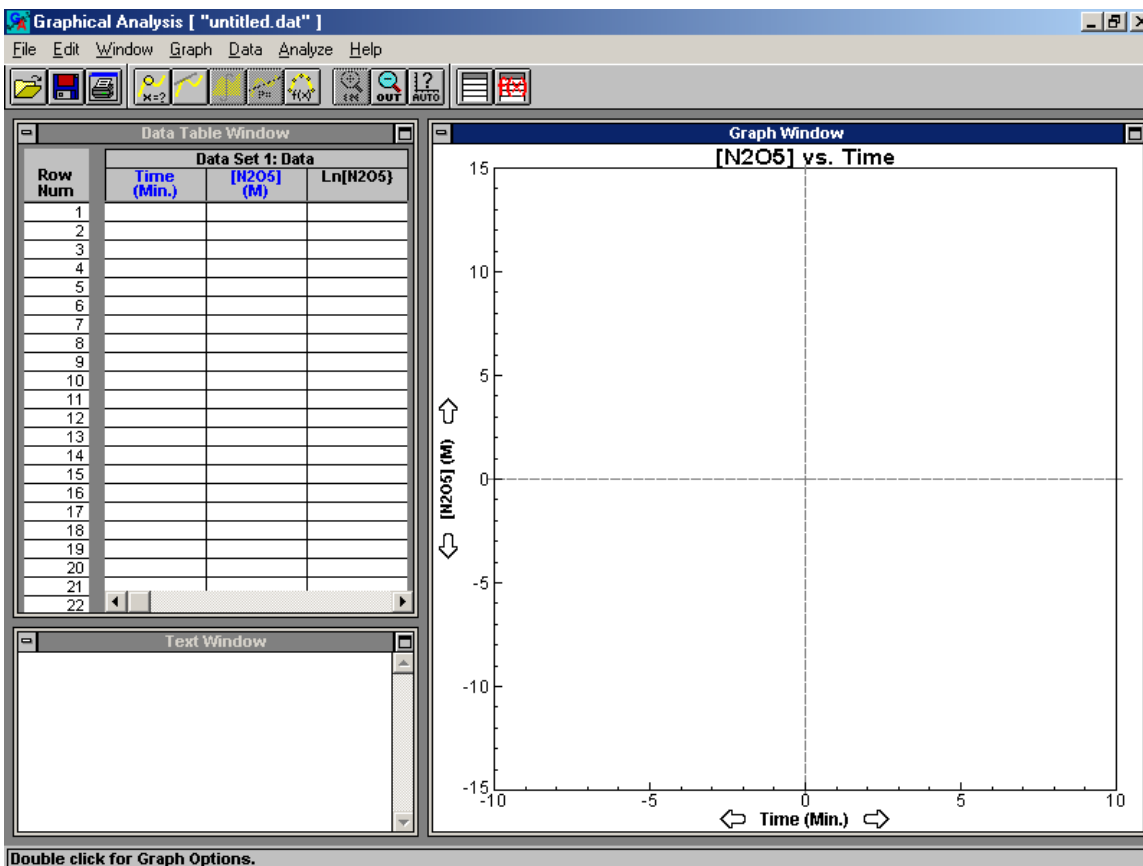 Graphical Analysis [ "untitled.dat" ]
File Edit Window Graph Data Analyze Help
X=? P= f(x) IN OUT ? AUTO f(x)
Data Table Window
Data Set 1: Data
Row Num Time (Min.) [N2O5] (M) Ln[N2O5}
1
2
3
4
5
6
7
8
9
10
11
12
13
14
15
16
17
18
19
20
21
22
Text Window
Graph Window
[N2O5] vs. Time
15
10
5
0
-5
-10
-15
[N2O5] (M)
-10 -5 0 5 10
Time (Min.)
Double click for Graph Options.